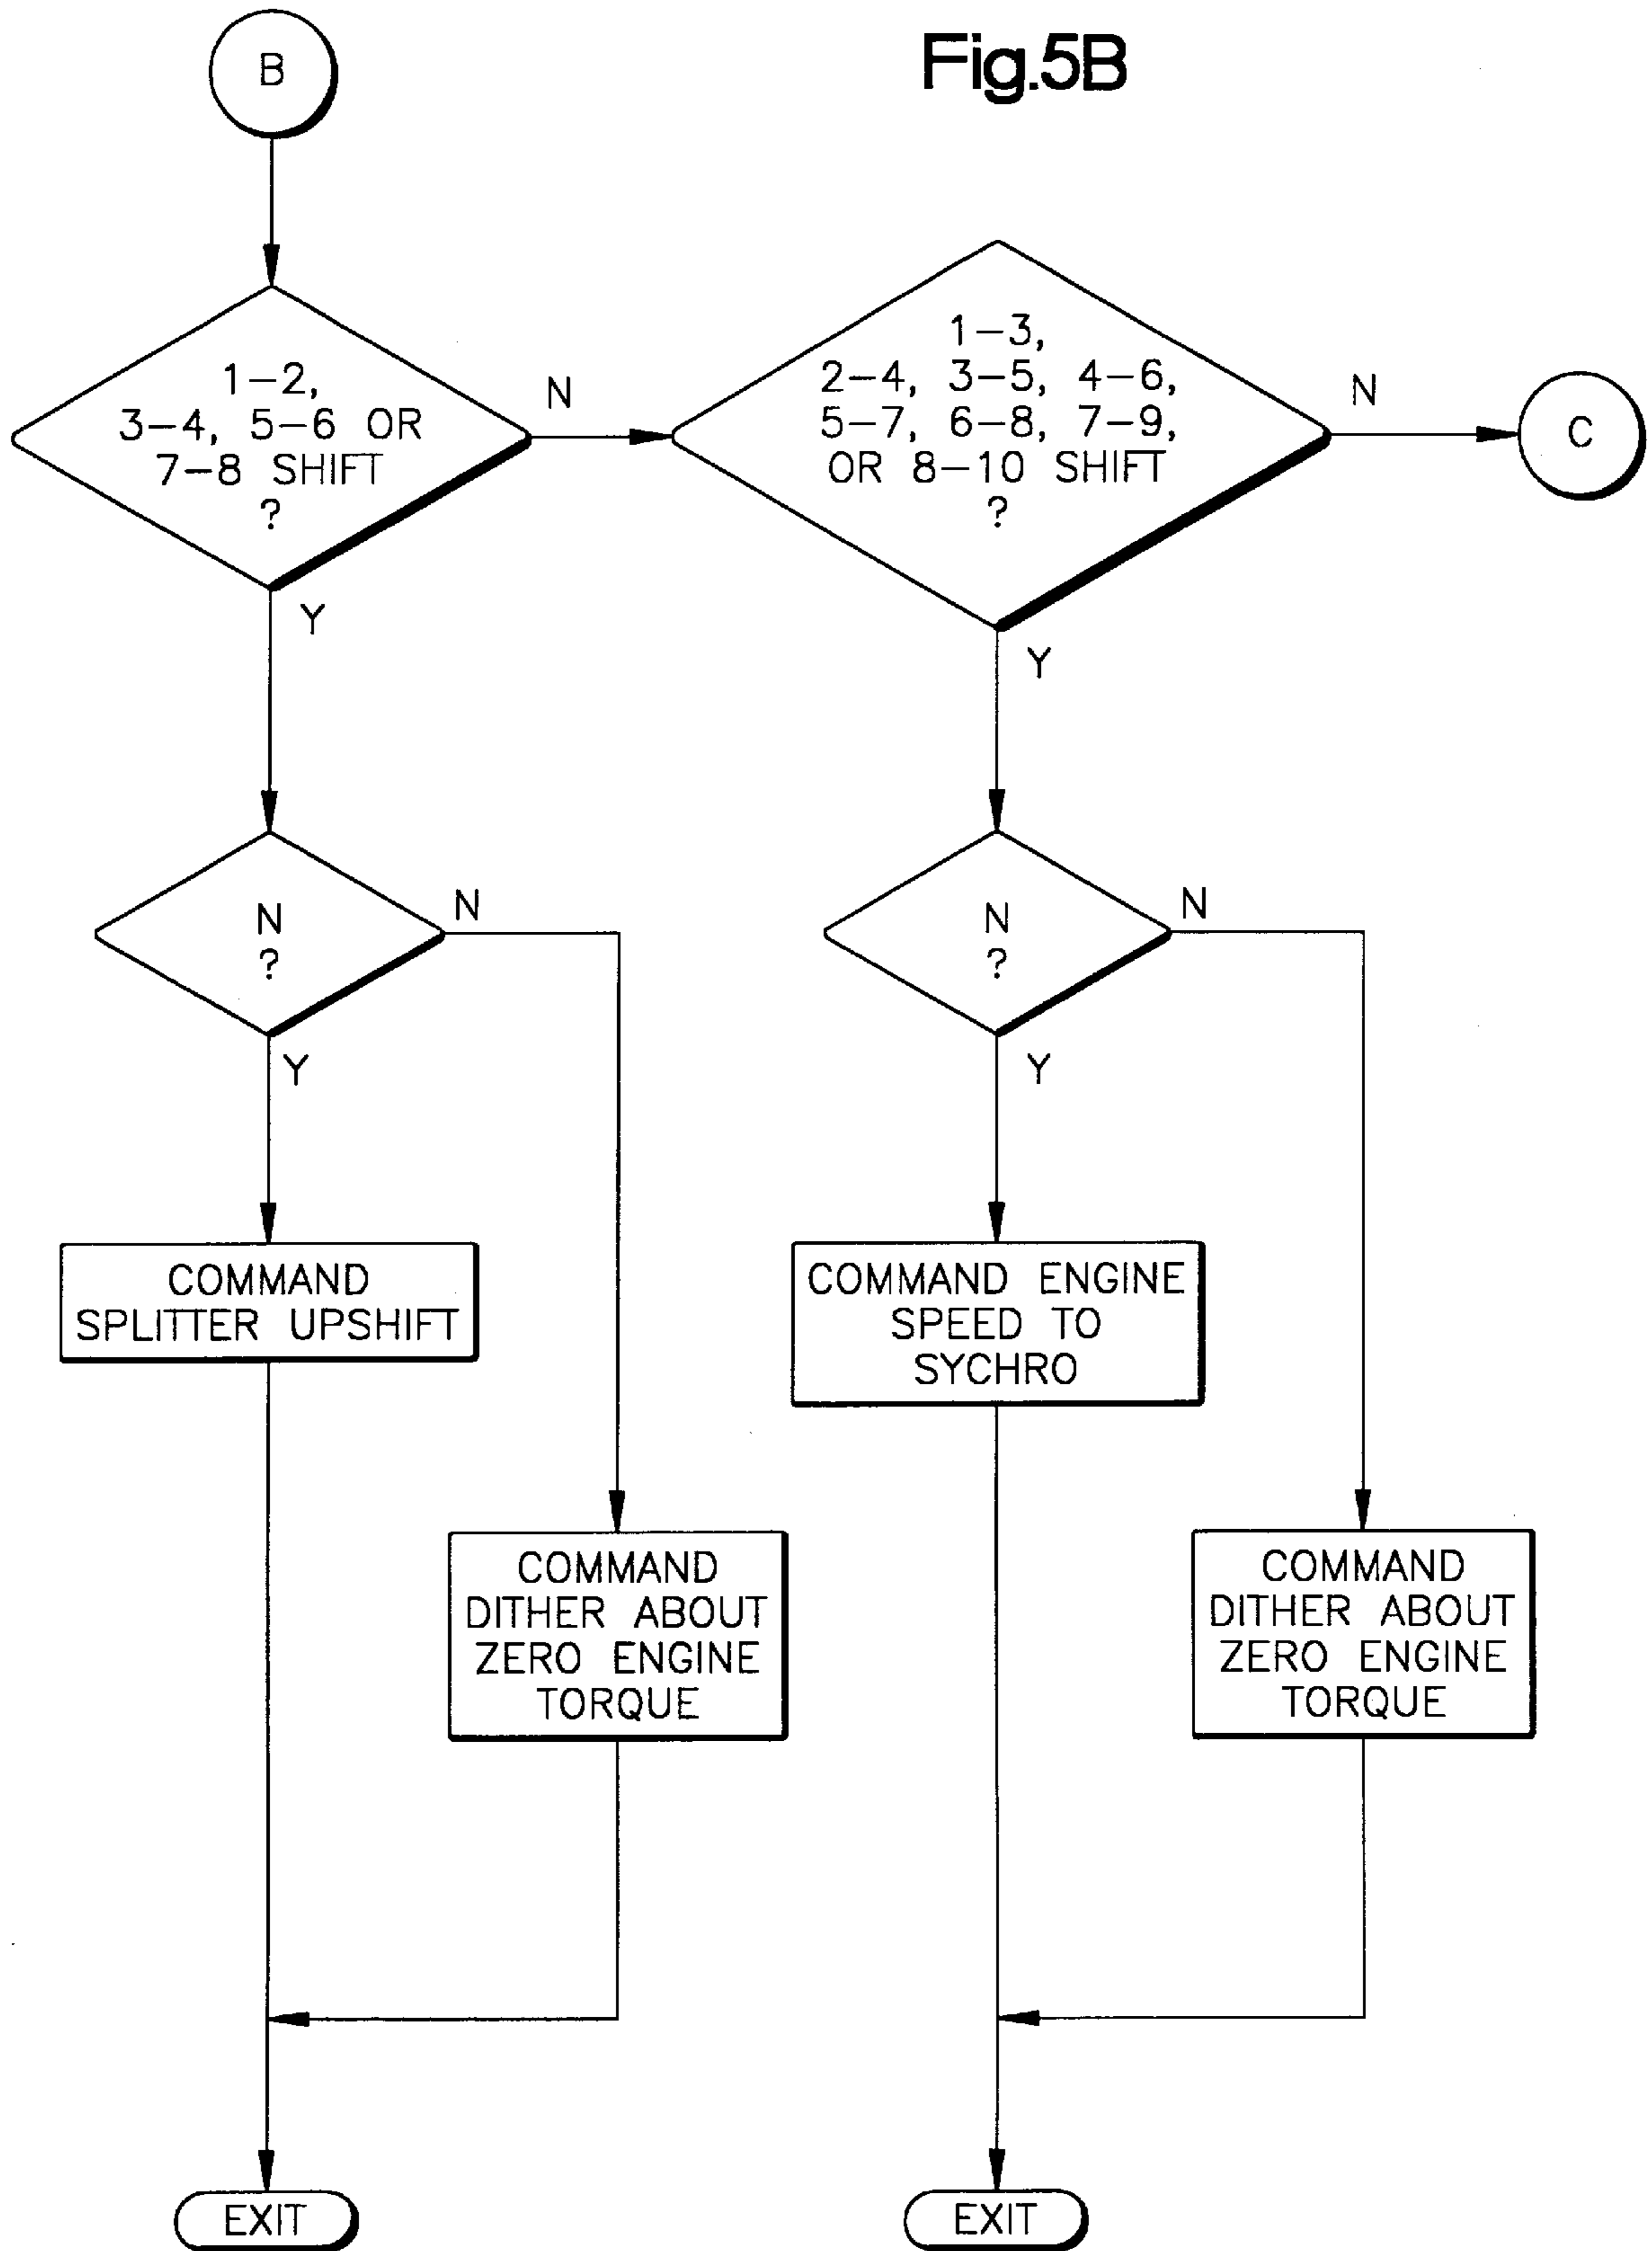 Fig.5B
B
1-2,
3-4, 5-6 OR
7-8 SHIFT
?
N
Y
1-3,
2-4, 3-5, 4-6,
5-7, 6-8, 7-9,
OR 8-10 SHIFT
?
N
Y
C
N
?
N
Y
N
?
N
Y
COMMAND
SPLITTER UPSHIFT
COMMAND
DITHER ABOUT
ZERO ENGINE
TORQUE
COMMAND ENGINE
SPEED TO
SYCHRO
COMMAND
DITHER ABOUT
ZERO ENGINE
TORQUE
EXIT
EXIT